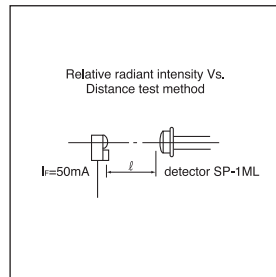 Relative radiant intensity Vs.
Distance test method
IF=50mA
ℓ
detector SP-1ML